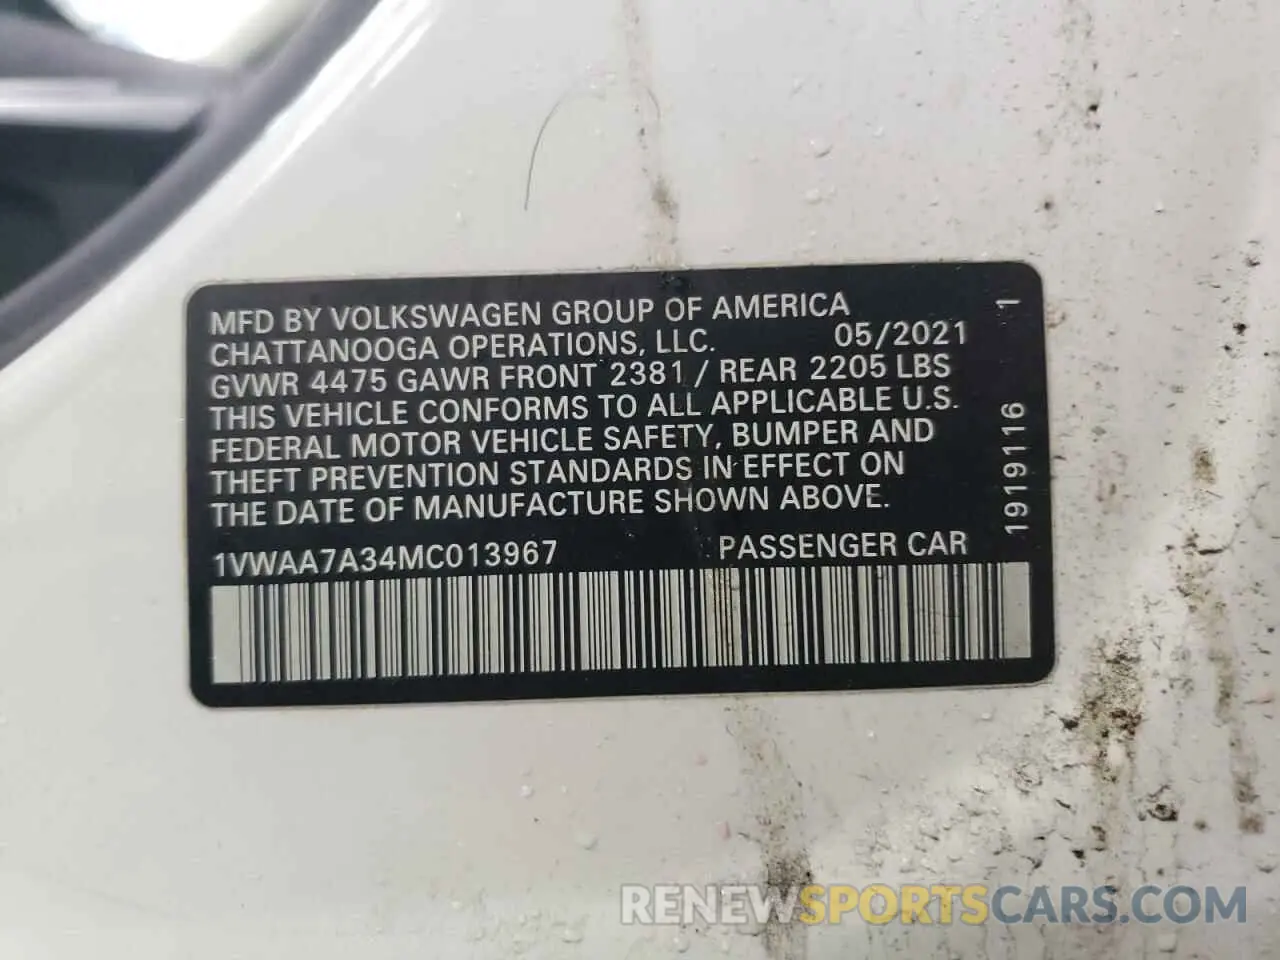 MFD BY VOLKSWAGEN GROUP OF AMERICA
CHATTANOOGA OPERATIONS, LLC. 05/2021
GVWR 4475 GAWR FRONT 2381 / REAR 2205 LBS
THIS VEHICLE CONFORMS TO ALL APPLICABLE U.S.
FEDERAL MOTOR VEHICLE SAFETY, BUMPER AND
THEFT PREVENTION STANDARDS IN EFFECT ON
THE DATE OF MANUFACTURE SHOWN ABOVE.
1VWAA7A34MC013967 PASSENGER CAR
1919116 1
RENEWSPORTSCARS.COM